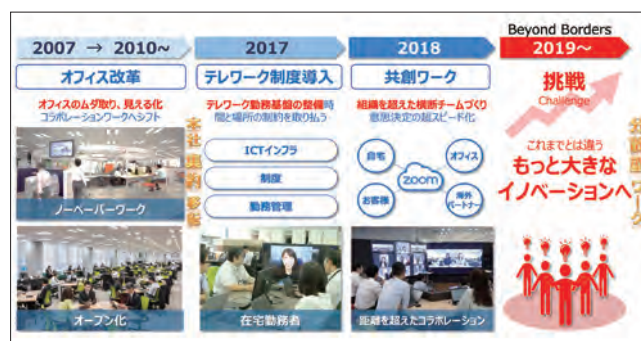 2007 → 2010~
オフィス改革
オフィスのムダ取り、見える化
コラボレーションワークへシフト
ノーペーパーワーク
オープン化
本社 集約 移転
2017
テレワーク制度導入
テレワーク勤務基盤の整備時
間と場所の制約を取り払う
ICTインフラ
制度
勤務管理
在宅勤務者
2018
共創ワーク
組織を超えた横断チームづくり
意思決定の超スピード化
自宅
オフィス
zoom
お客様
海外
パートナー
距離を超えたコラボレーション
Beyond Borders
2019～
挑戦
Challenge
これまでとは違う
もっと大きな
イノベーションへ